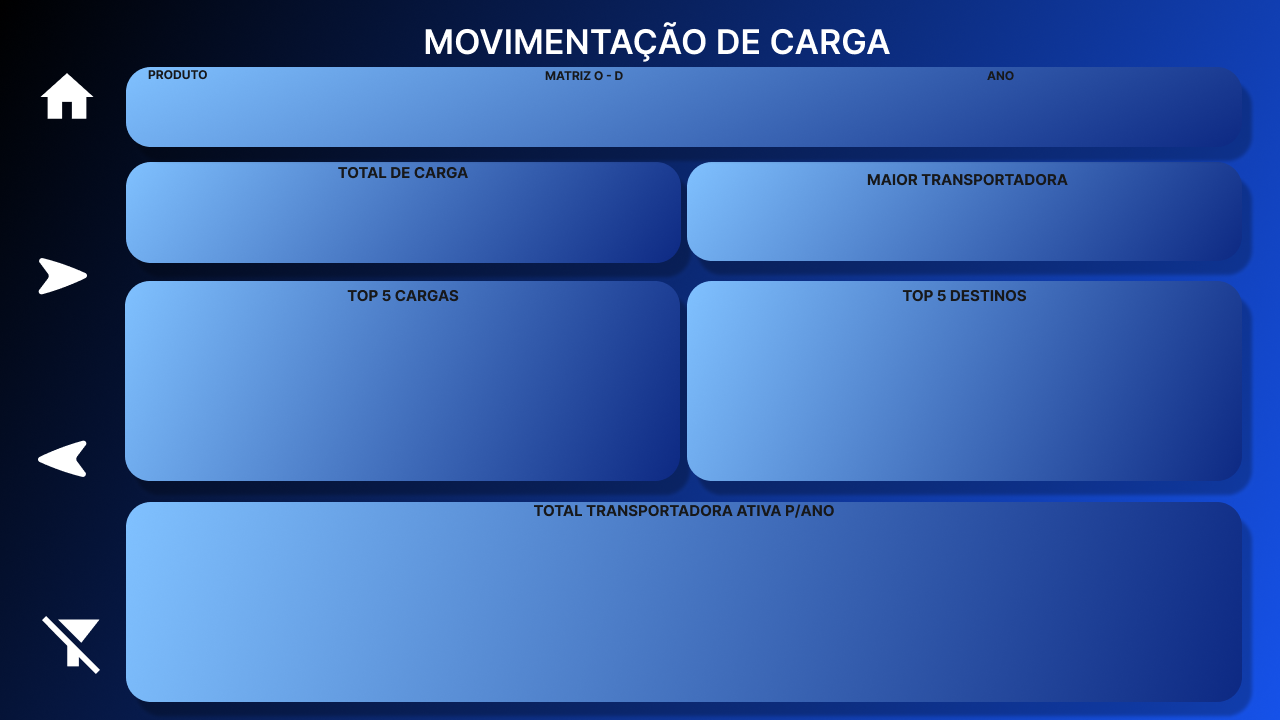 MOVIMENTAÇÃO DE CARGA
PRODUTO
MATRIZ O - D
ANO
TOTAL DE CARGA
MAIOR TRANSPORTADORA
TOP 5 CARGAS
TOP 5 DESTINOS
TOTAL TRANSPORTADORA ATIVA P/ANO